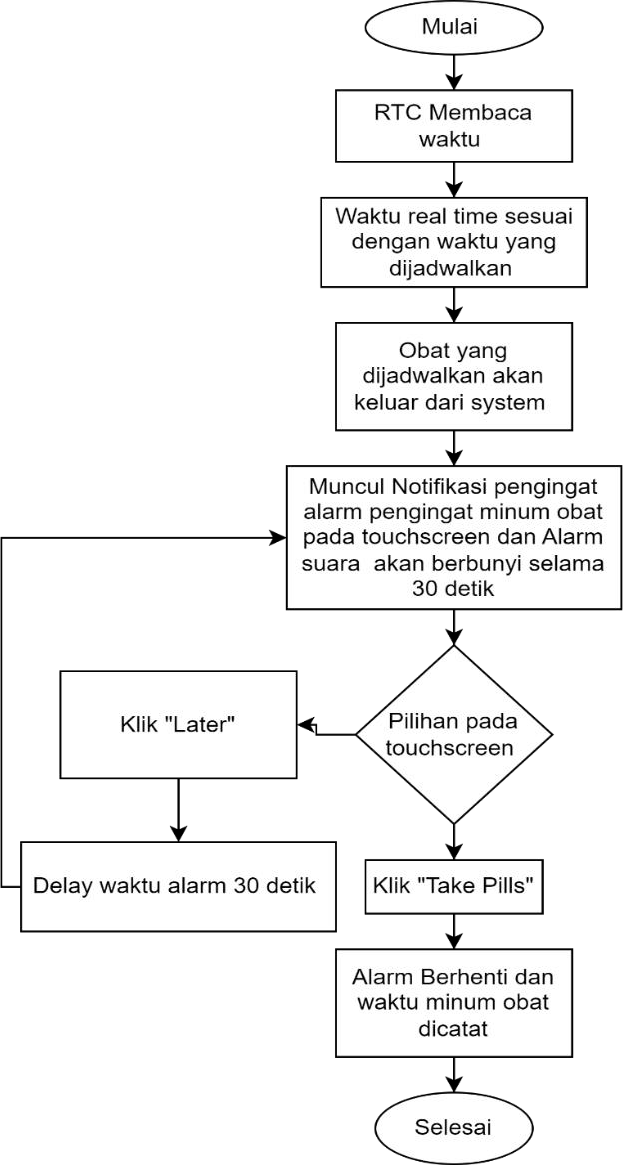 Mulai
RTC Membaca
waktu
Waktu real time sesuai
dengan waktu yang
dijadwalkan
Obat yang
dijadwalkan akan
keluar dari system
Muncul Notifikasi pengingat
alarm pengingat minum obat
pada touchscreen dan Alarm
suara akan berbunyi selama
30 detik
Pilihan pada
touchscreen
Klik "Later"
Delay waktu alarm 30 detik
Klik "Take Pills"
Alarm Berhenti dan
waktu minum obat
dicatat
Selesai